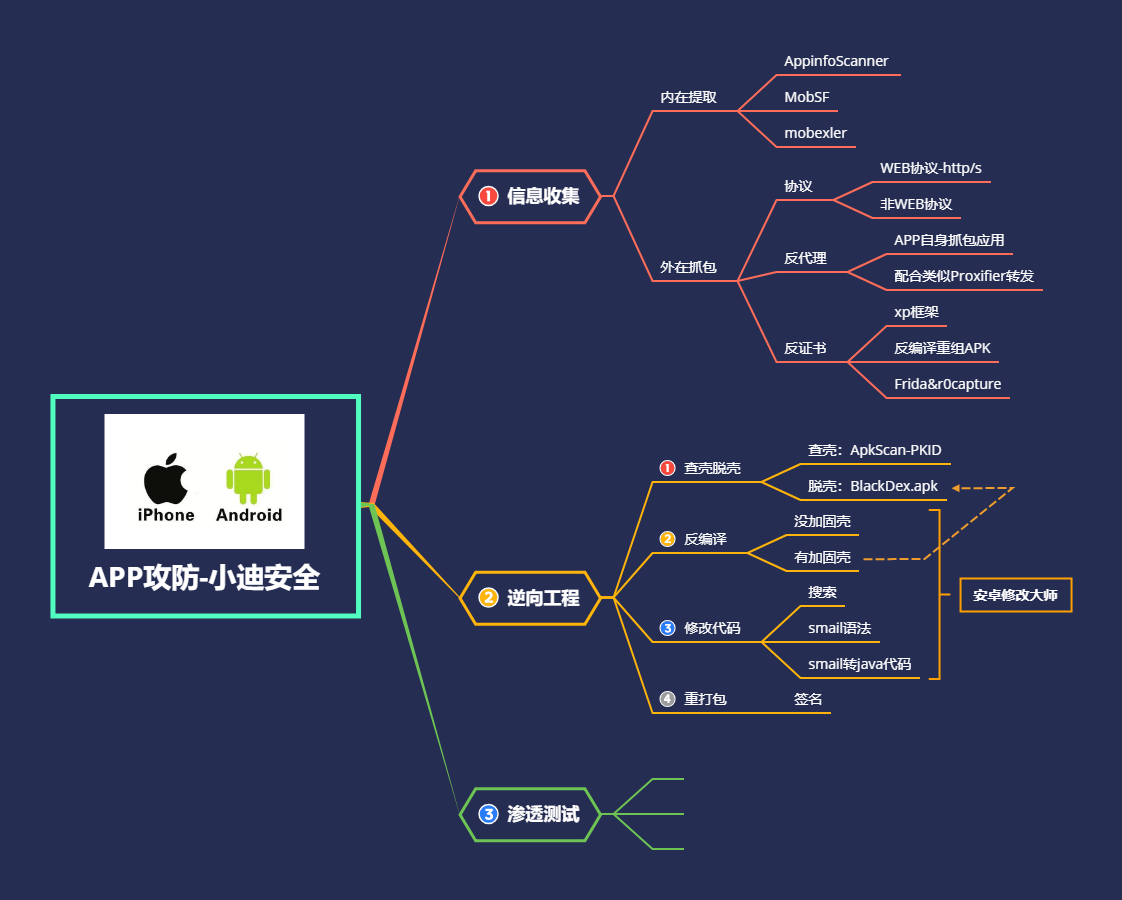 iPhone
Android
APP攻防-小迪安全
1 信息收集
内在提取
AppinfoScanner
MobSF
mobexler
外在抓包
协议
WEB协议-http/s
非WEB协议
反代理
APP自身抓包应用
配合类似Proxifier转发
反证书
xp框架
反编译重组APK
Frida&r0capture
2 逆向工程
1 查壳脱壳
查壳：ApkScan-PKID
脱壳：BlackDex.apk
2 反编译
没加固壳
有加固壳
3 修改代码
搜索
smail语法
smail转java代码
4 重打包
签名
安卓修改大师
3 渗透测试